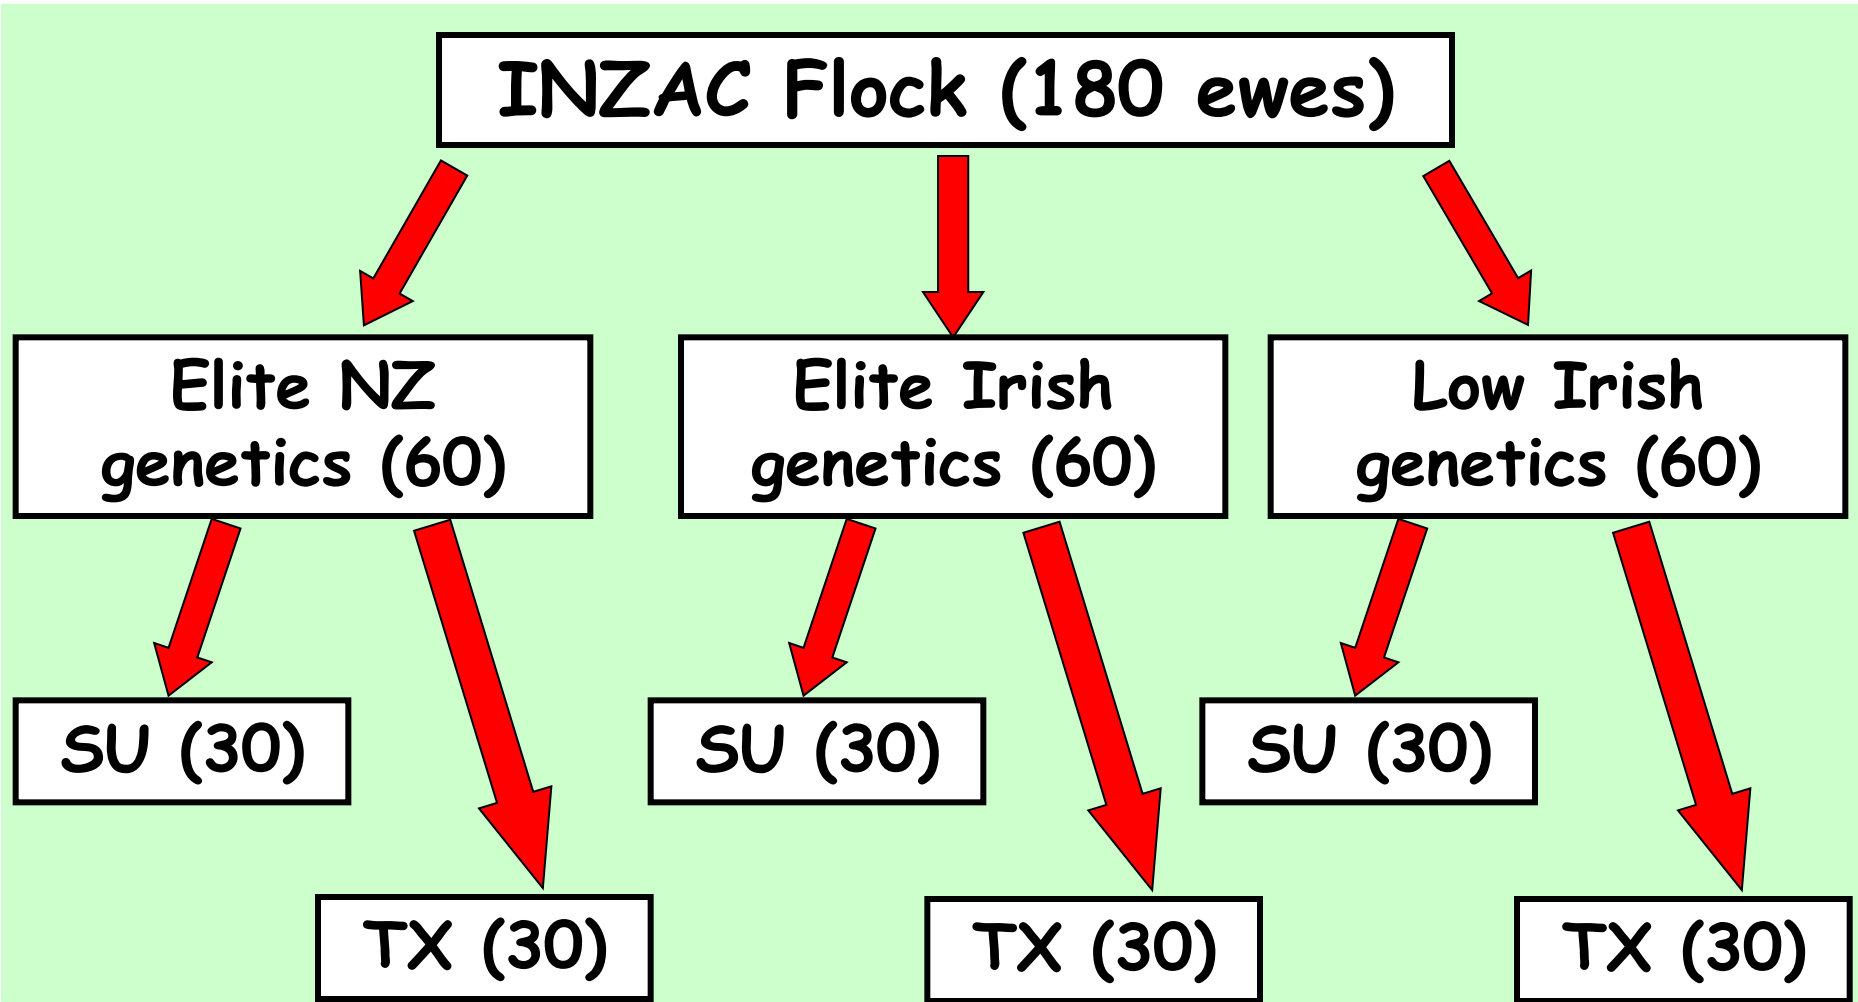 INZAC Flock (180 ewes)
Elite NZ
genetics (60)
Elite Irish
genetics (60)
Low Irish
genetics (60)
SU (30)
SU (30)
SU (30)
TX (30)
TX (30)
TX (30)